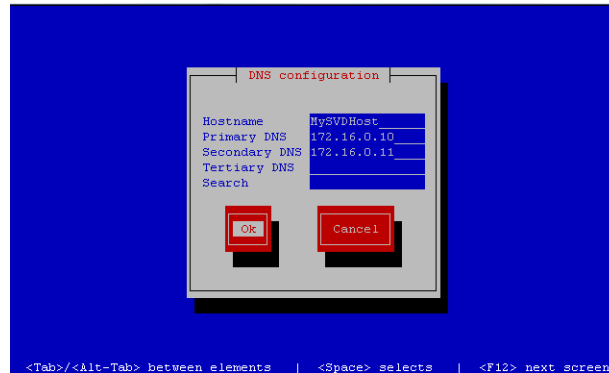 DNS configuration
Hostname MySVDHost
Primary DNS 172.16.0.10
Secondary DNS 172.16.0.11
Tertiary DNS
Search
Ok Cancel
<Tab>/<Alt-Tab> between elements | <Space> selects | <F12> next screen